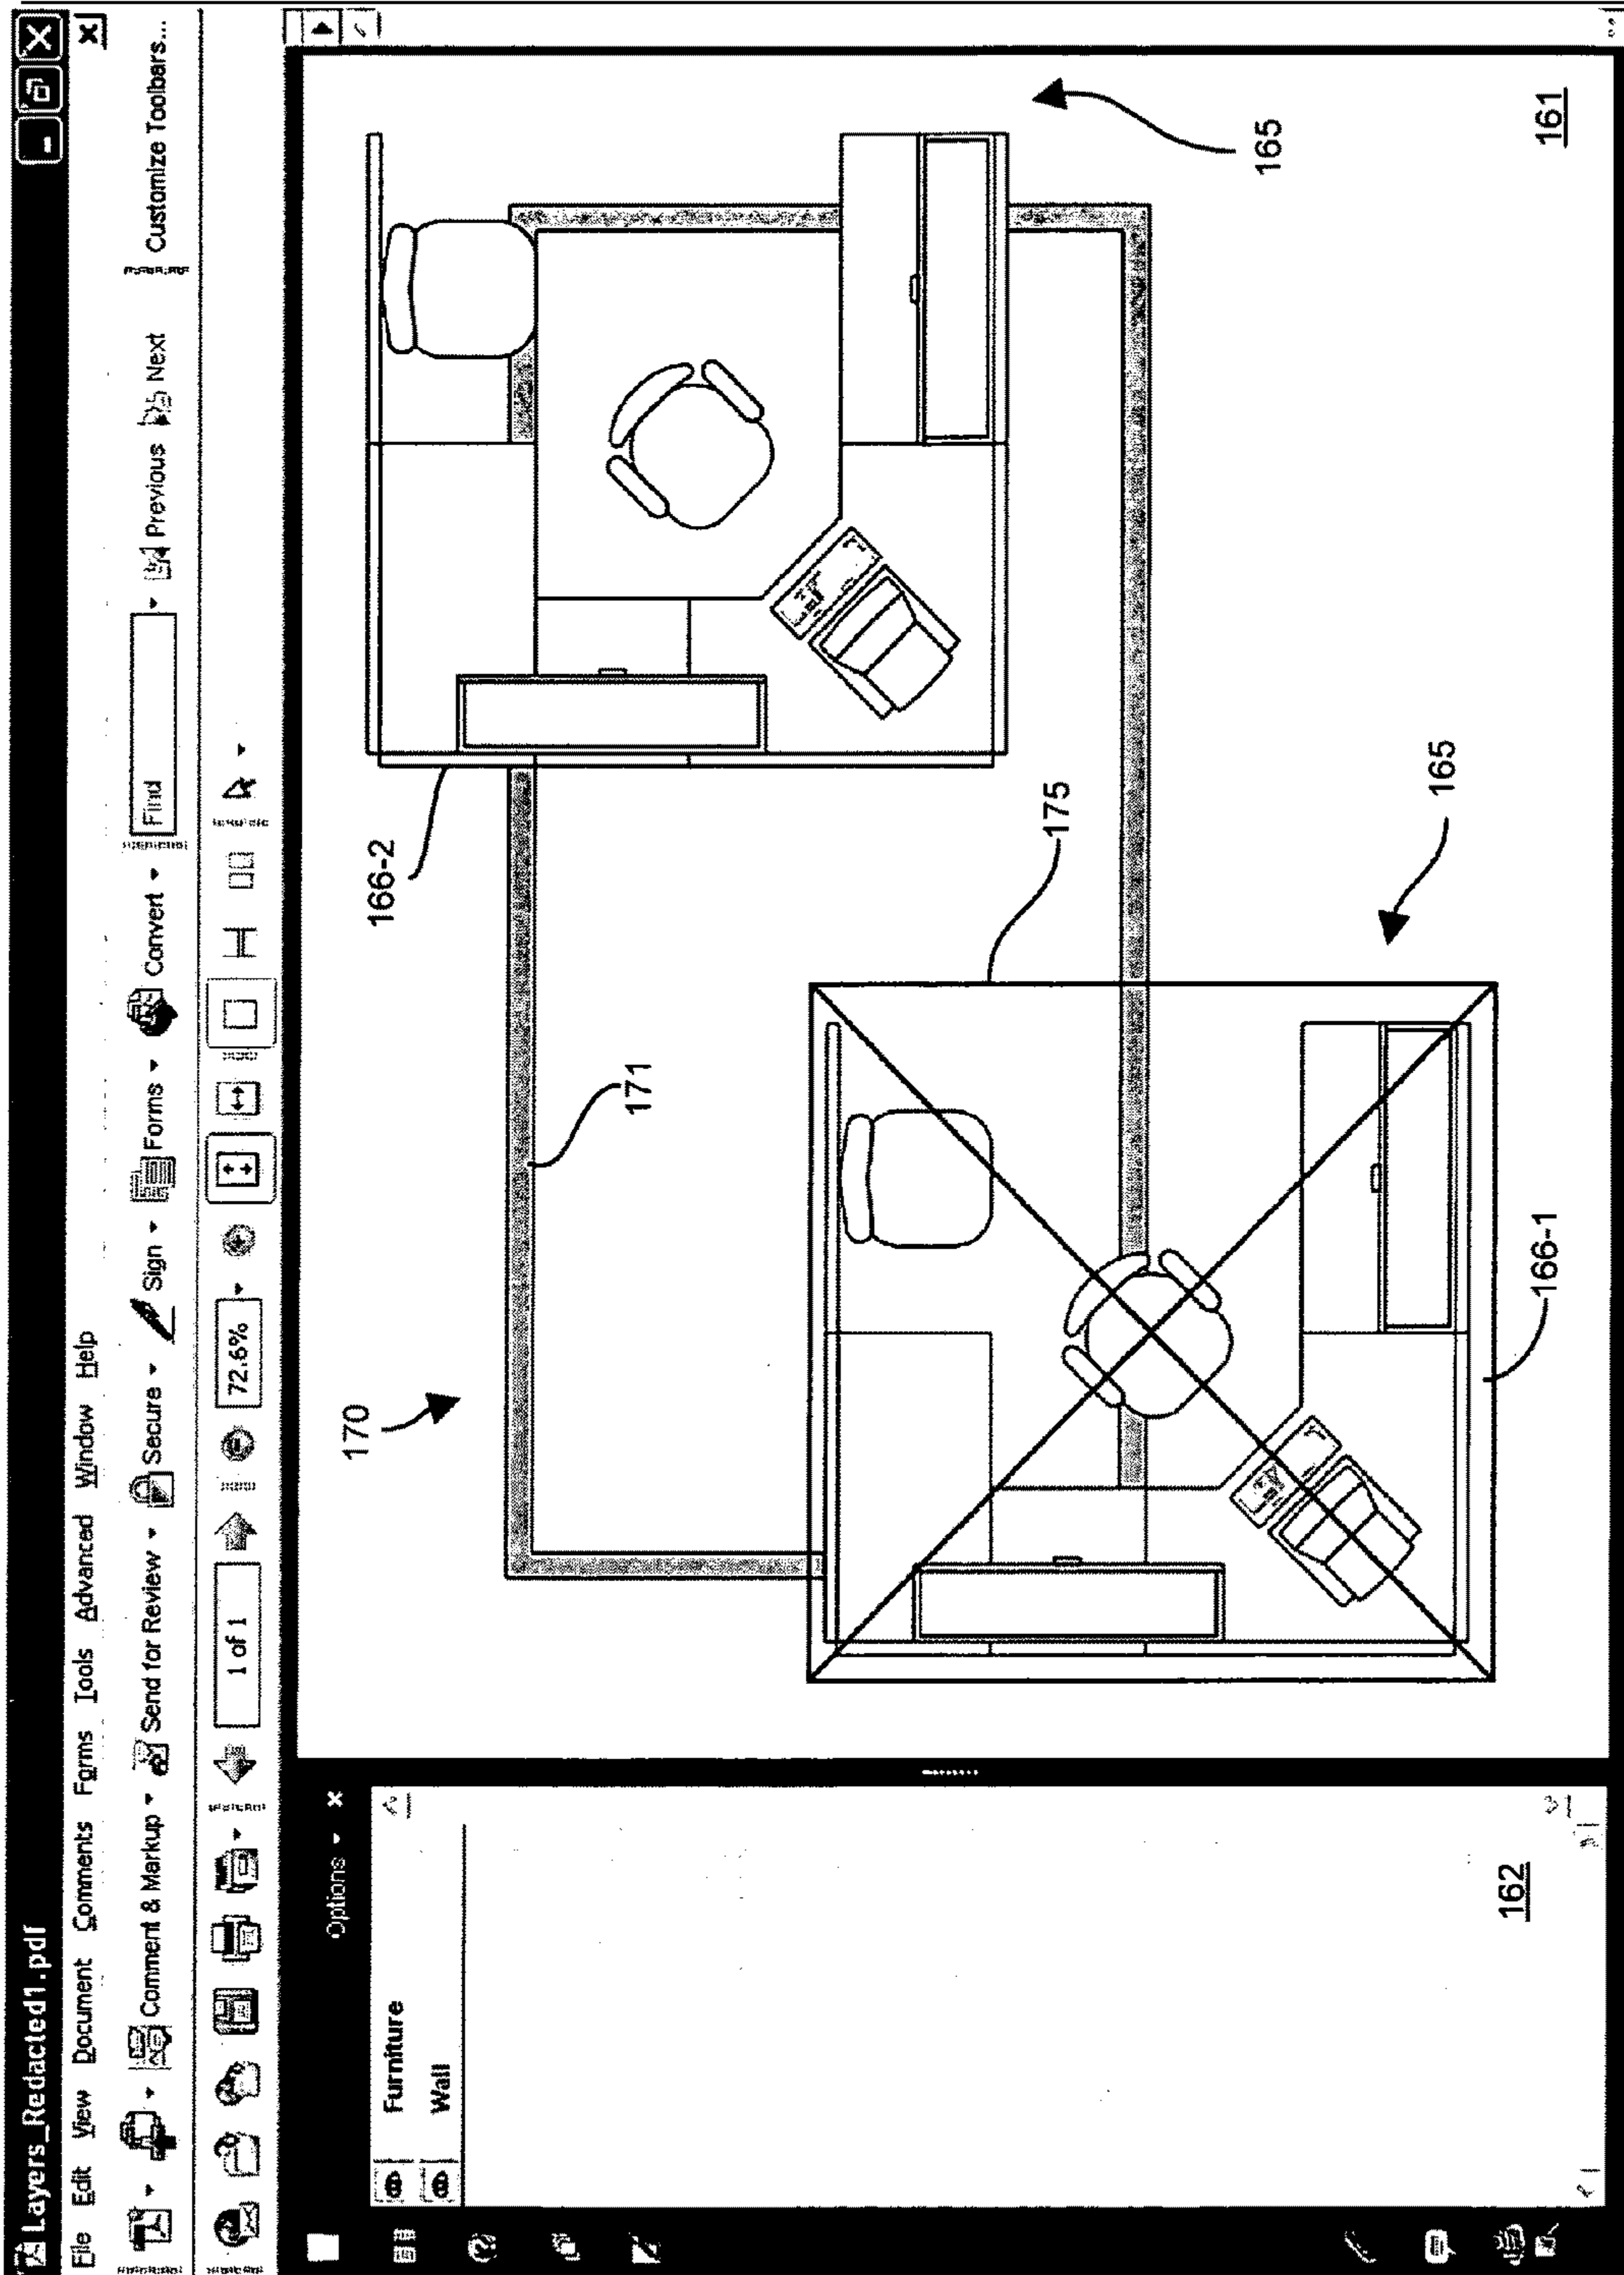 Layers_Redacted1.pdf
File Edit View Document Comments Forms Tools Advanced Window Help
Comment & Markup Send for Review Secure Sign Forms Convert Find Previous Next Customize Toolbars...
1 of 1 72.6%
Options
Furniture
Wall
162
170
171
166-2
175
165
165
166-1
161